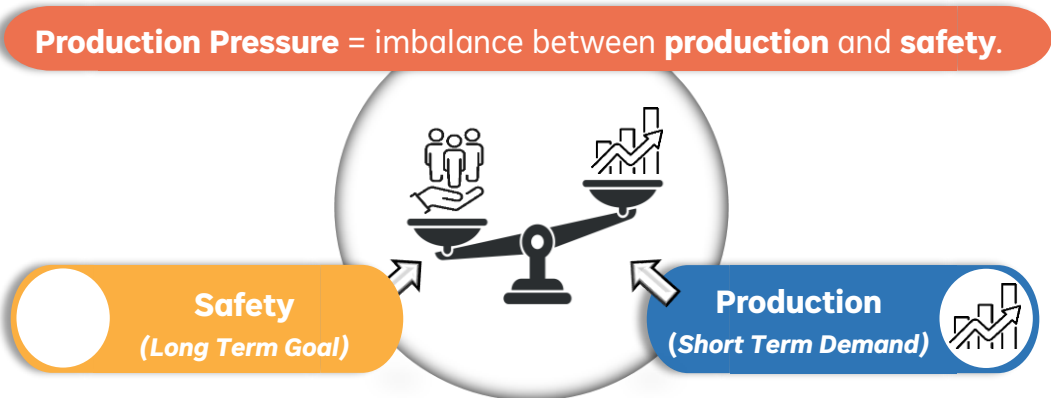 Production Pressure = imbalance between production and safety.
Safety
(Long Term Goal)
Production
(Short Term Demand)